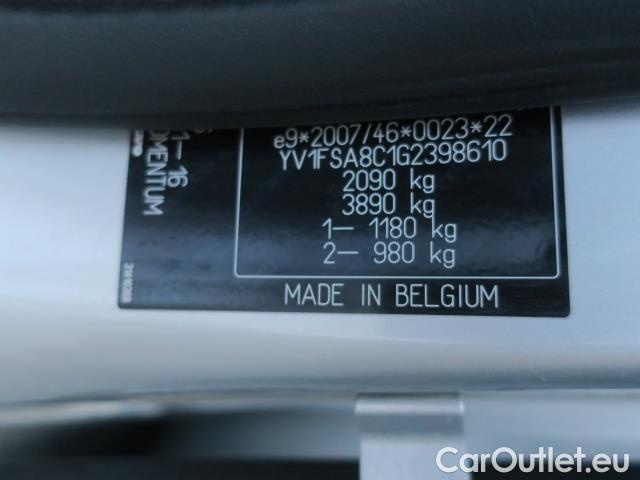 e9*2007/46*0023*22
YV1FSA8C1G2398610
2090 kg
3890 kg
1– 1180 kg
2– 980 kg
MADE IN BELGIUM
1–16
MOMENTUM
CarOutlet.eu